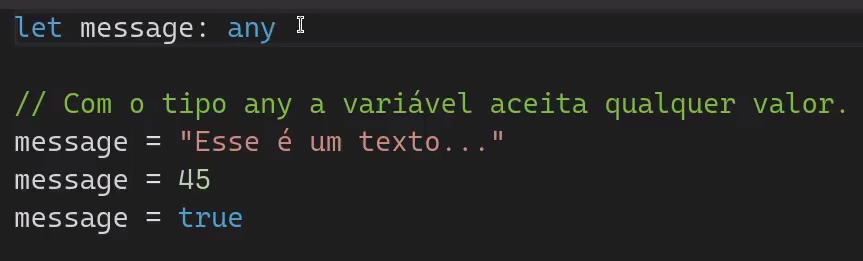 let message: any
// Com o tipo any a variável aceita qualquer valor.
message = "Esse é um texto..."
message = 45
message = true